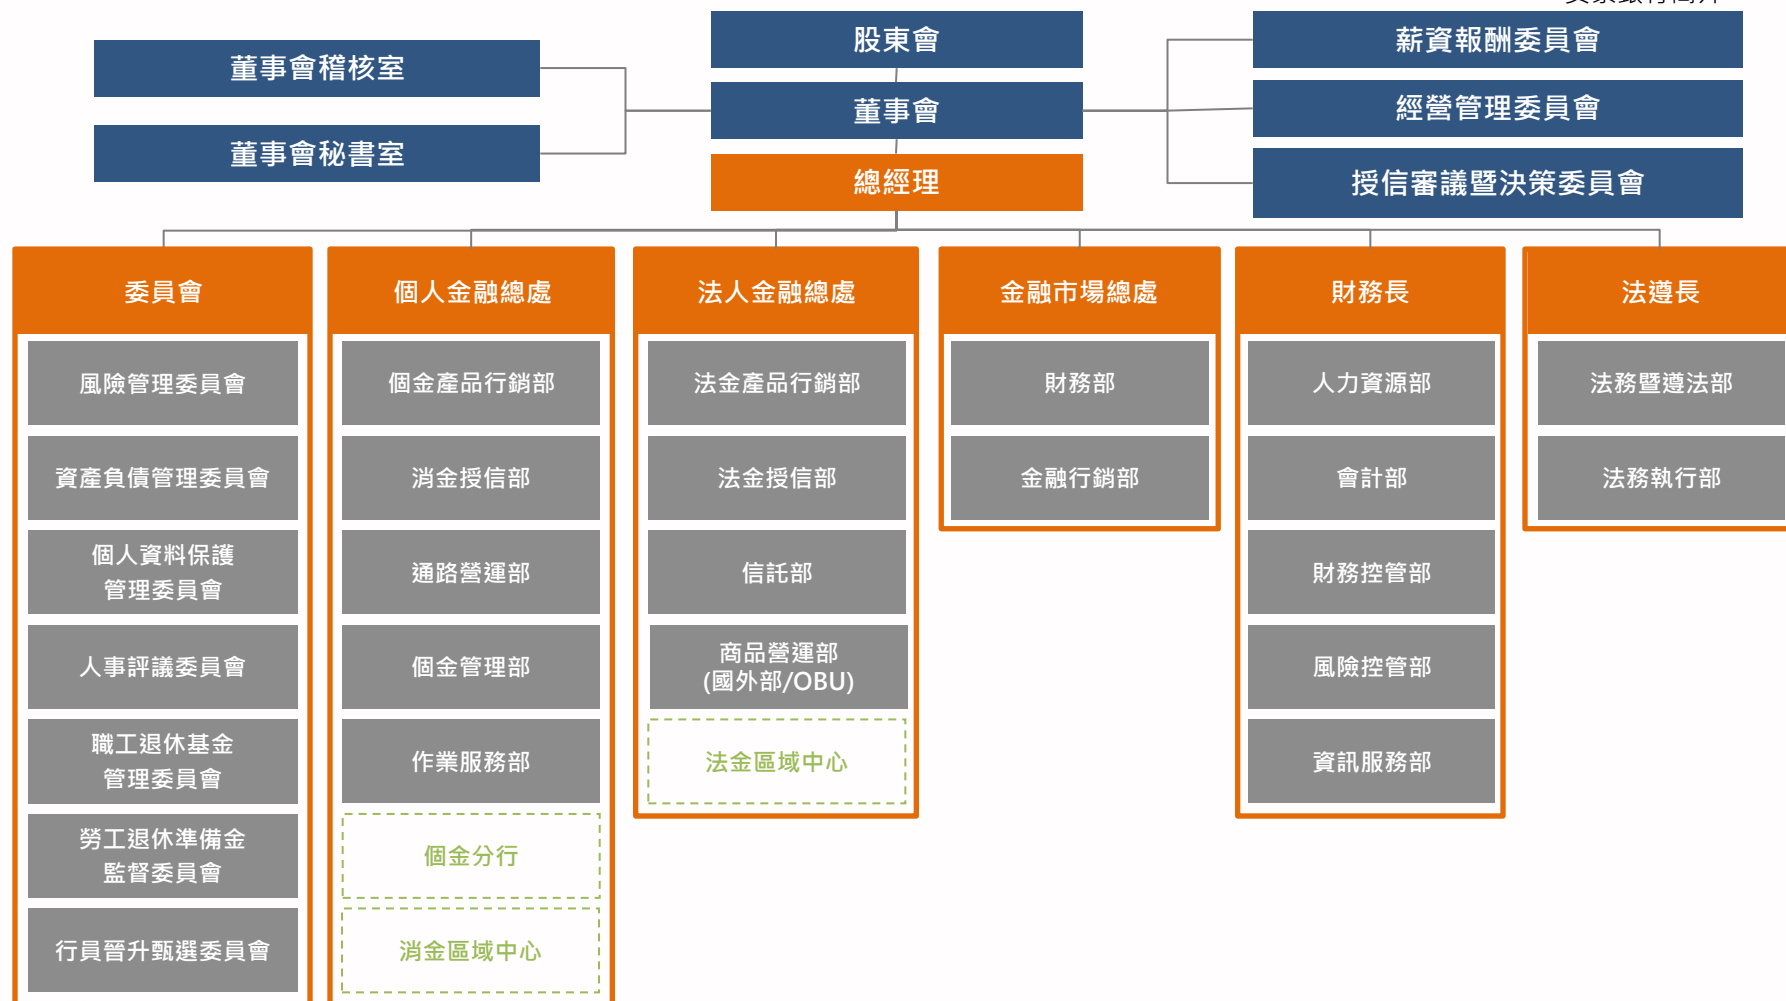 股東會
董事會
總經理
董事會稽核室
董事會秘書室
薪資報酬委員會
經營管理委員會
授信審議暨決策委員會
委員會
風險管理委員會
資產負債管理委員會
個人資料保護
管理委員會
人事評議委員會
職工退休基金
管理委員會
勞工退休準備金
監督委員會
行員晉升甄選委員會
個人金融總處
個金產品行銷部
消金授信部
通路營運部
個金管理部
作業服務部
個金分行
消金區域中心
法人金融總處
法金產品行銷部
法金授信部
信託部
商品營運部
(國外部/OBU)
法金區域中心
金融市場總處
財務部
金融行銷部
財務長
人力資源部
會計部
財務控管部
風險控管部
資訊服務部
法遵長
法務暨遵法部
法務執行部